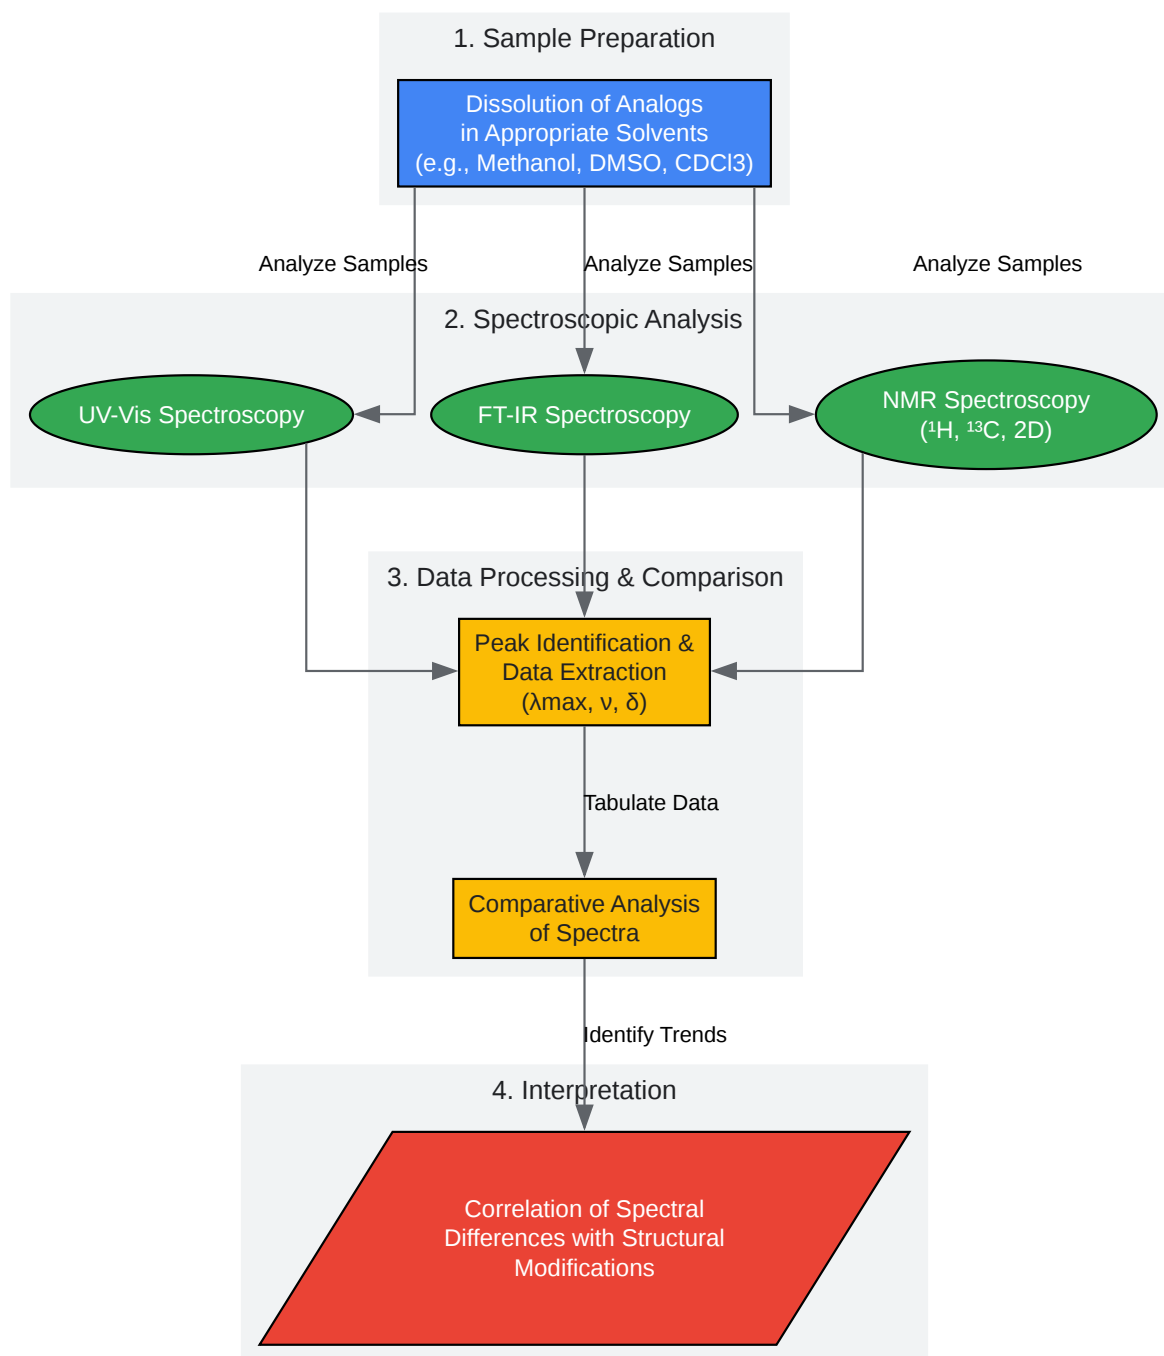 1. Sample Preparation
Dissolution of Analogs
in Appropriate Solvents
(e.g., Methanol, DMSO, CDCl3)
Analyze Samples
Analyze Samples
Analyze Samples
2. Spectroscopic Analysis
UV-Vis Spectroscopy
FT-IR Spectroscopy
NMR Spectroscopy
(¹H, ¹³C, 2D)
3. Data Processing & Comparison
Peak Identification &
Data Extraction
(λmax, ν, δ)
Tabulate Data
Comparative Analysis
of Spectra
Identify Trends
4. Interpretation
Correlation of Spectral
Differences with Structural
Modifications